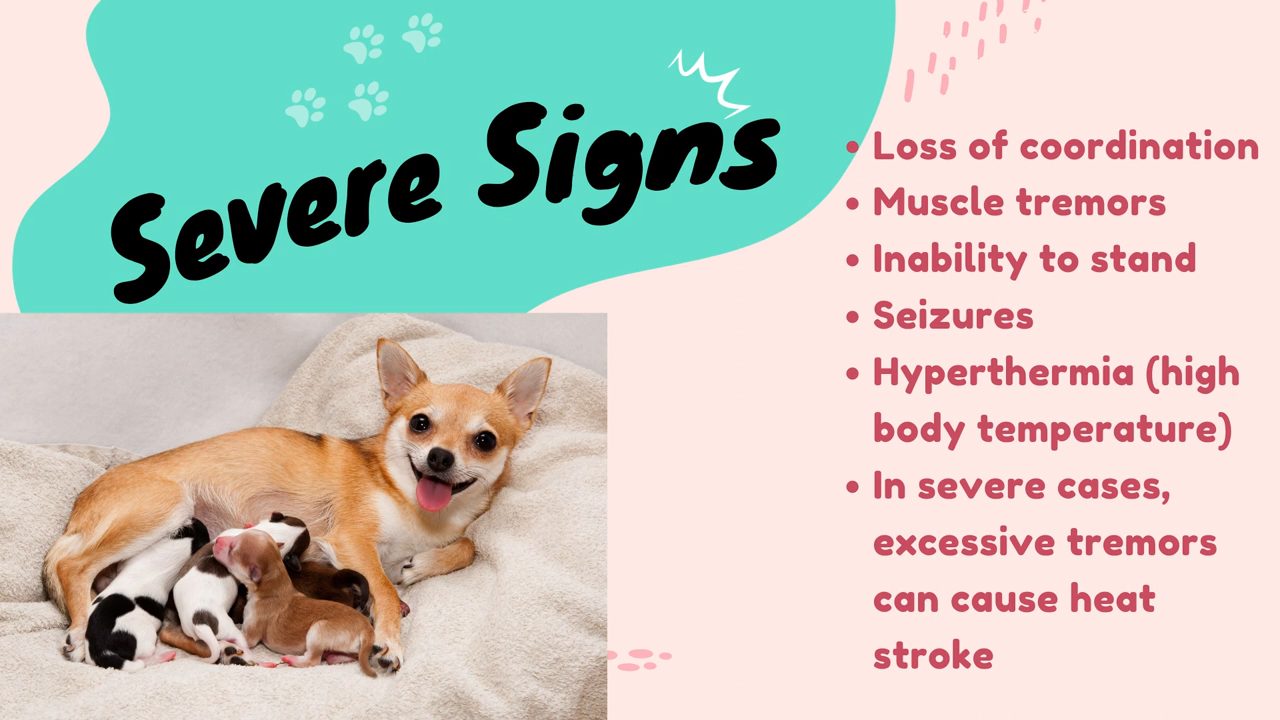 Severe Signs
• Loss of coordination
• Muscle tremors
• Inability to stand
• Seizures
• Hyperthermia (high
body temperature)
• In severe cases,
excessive tremors
can cause heat
stroke